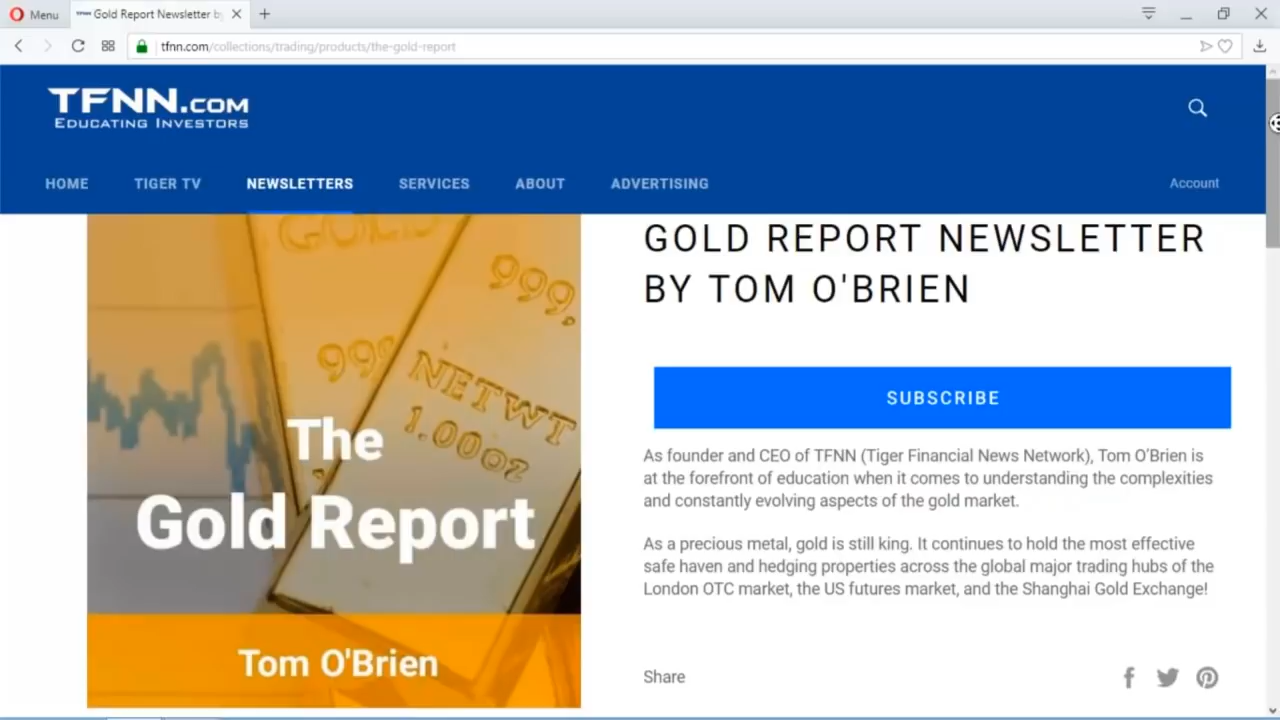 Menu
Gold Report Newsletter by
tfnn.com/collections/trading/products/the-gold-report
TFNN.COM
EDUCATING INVESTORS
HOME TIGER TV NEWSLETTERS SERVICES ABOUT ADVERTISING Account
GOLD
999,
999
NETWT
1.00OZ
The
Gold Report
Tom O'Brien
GOLD REPORT NEWSLETTER
BY TOM O'BRIEN
SUBSCRIBE
As founder and CEO of TFNN (Tiger Financial News Network), Tom O'Brien is
at the forefront of education when it comes to understanding the complexities
and constantly evolving aspects of the gold market.
As a precious metal, gold is still king. It continues to hold the most effective
safe haven and hedging properties across the global major trading hubs of the
London OTC market, the US futures market, and the Shanghai Gold Exchange!
Share